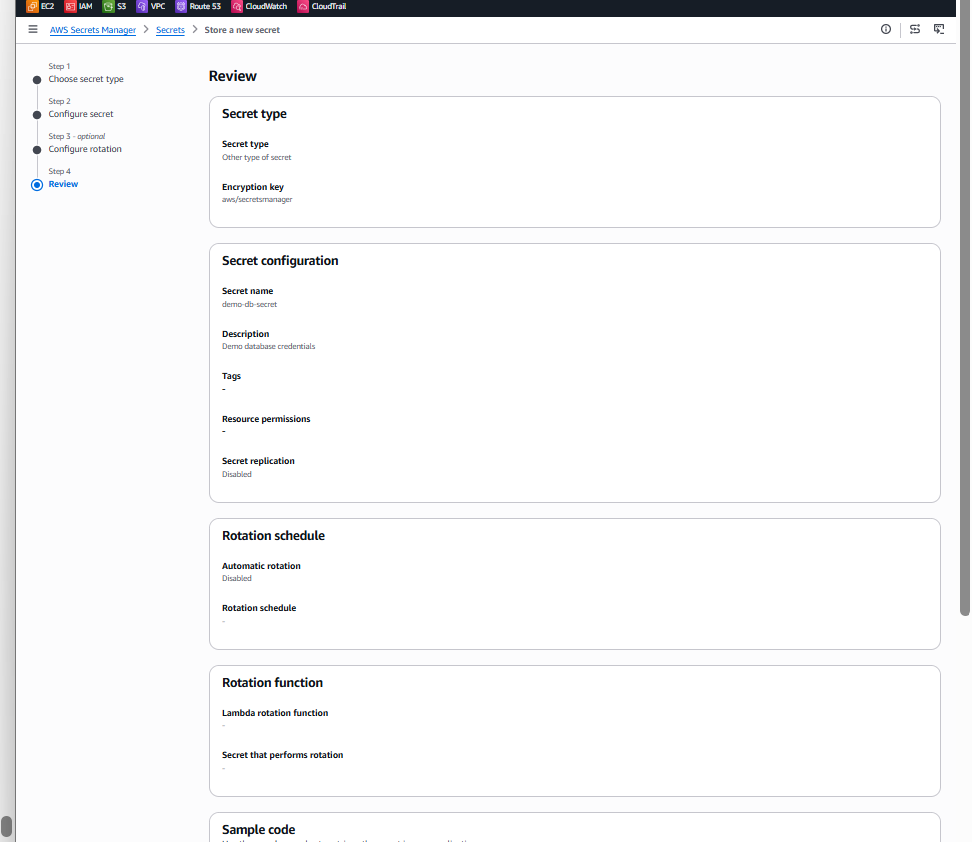 EC2 IAM S3 VPC Route 53 CloudWatch CloudTrail
AWS Secrets Manager > Secrets > Store a new secret
Step 1
Choose secret type
Step 2
Configure secret
Step 3 - optional
Configure rotation
Step 4
Review
Review
Secret type
Secret type
Other type of secret
Encryption key
aws/secretsmanager
Secret configuration
Secret name
demo-db-secret
Description
Demo database credentials
Tags
-
Resource permissions
-
Secret replication
Disabled
Rotation schedule
Automatic rotation
Disabled
Rotation schedule
-
Rotation function
Lambda rotation function
-
Secret that performs rotation
-
Sample code